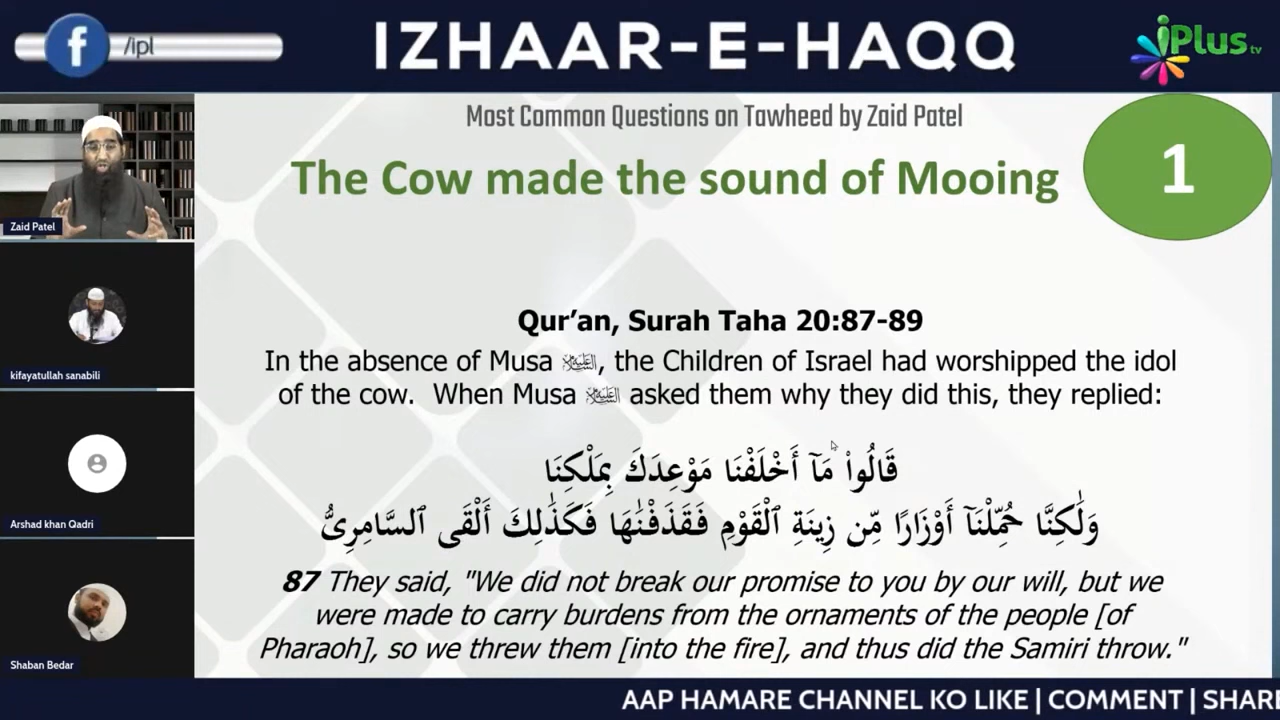 /ipl
IZHAAR-E-HAQQ
iPlus tv
Most Common Questions on Tawheed by Zaid Patel
The Cow made the sound of Mooing
1
Zaid Patel
kifayatullah sanabili
Arshad khan Qadri
Shaban Bedar
Qur’an, Surah Taha 20:87-89
In the absence of Musa, the Children of Israel had worshipped the idol
of the cow. When Musa asked them why they did this, they replied:
قَالُوا۟ مَآ أَخْلَفْنَا مَوْعِدَكَ بِمَلْكِنَا
وَلَٰكِنَّا حُمِّلْنَآ أَوْزَارًا مِّن زِينَةِ ٱلْقَوْمِ فَقَذَفْنَٰهَا فَكَذَٰلِكَ أَلْقَى ٱلسَّامِرِىُّ
87 They said, "We did not break our promise to you by our will, but we
were made to carry burdens from the ornaments of the people [of
Pharaoh], so we threw them [into the fire], and thus did the Samiri throw."
AAP HAMARE CHANNEL KO LIKE | COMMENT | SHAR